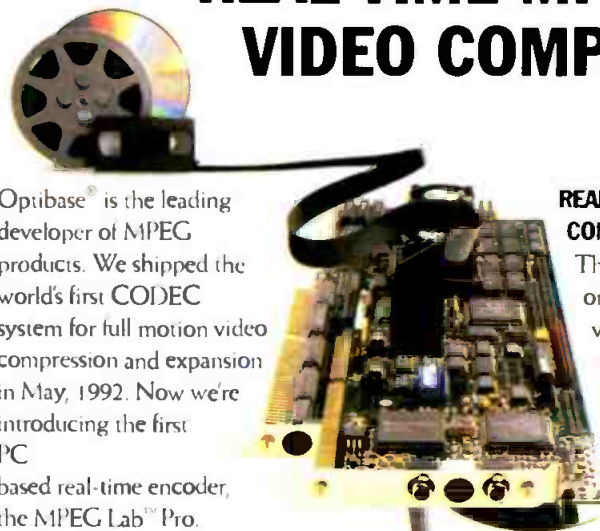 VIDEO COMP
Optibase® is the leading
developer of MPEG
products. We shipped the
world's first CODEC
system for full motion video
compression and expansion
in May, 1992. Now we're
introducing the first
PC
based real-time encoder,
the MPEG Lab™ Pro.
REA
CO
Th
o
v